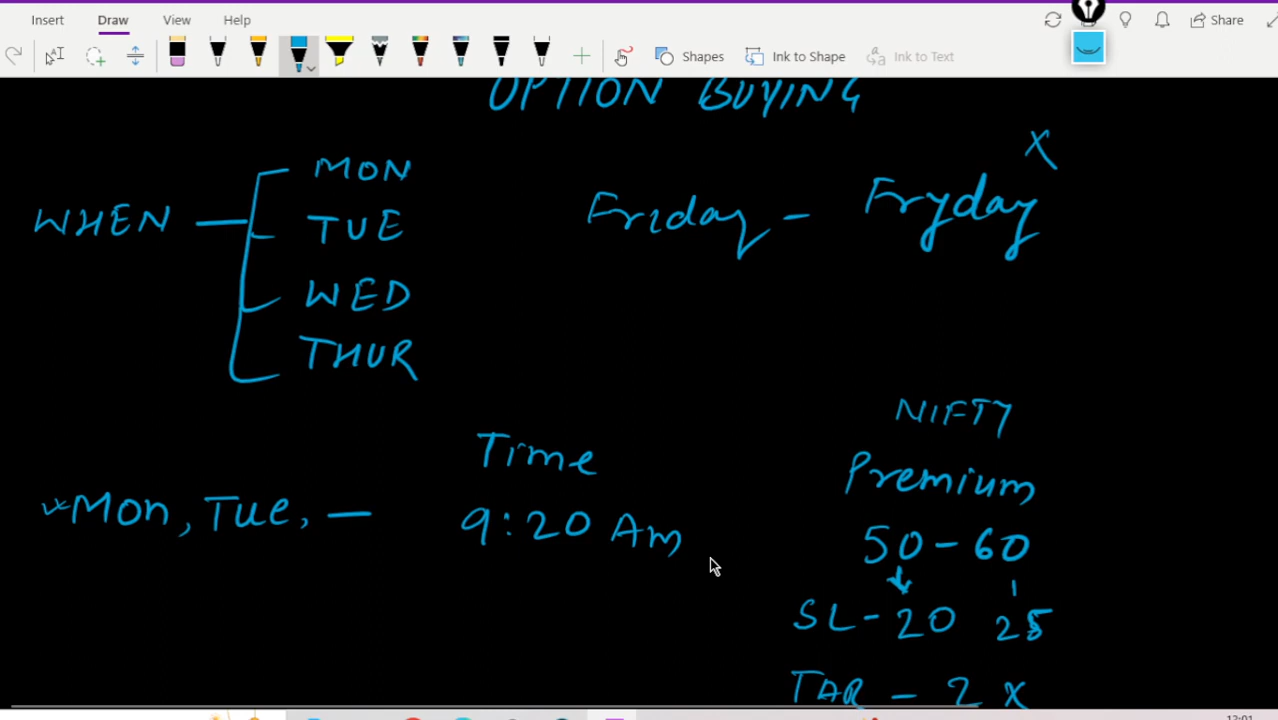 Insert Draw View Help Share
Shapes Ink to Shape Ink to Text
OPTION BUYING
X
MON
WHEN — TUE Friday - Fryday
WED
THUR
NIFTY
Time Premium
Mon, Tue, — 9:20 Am 50 - 60
SL - 20 25
TAR - 2 X